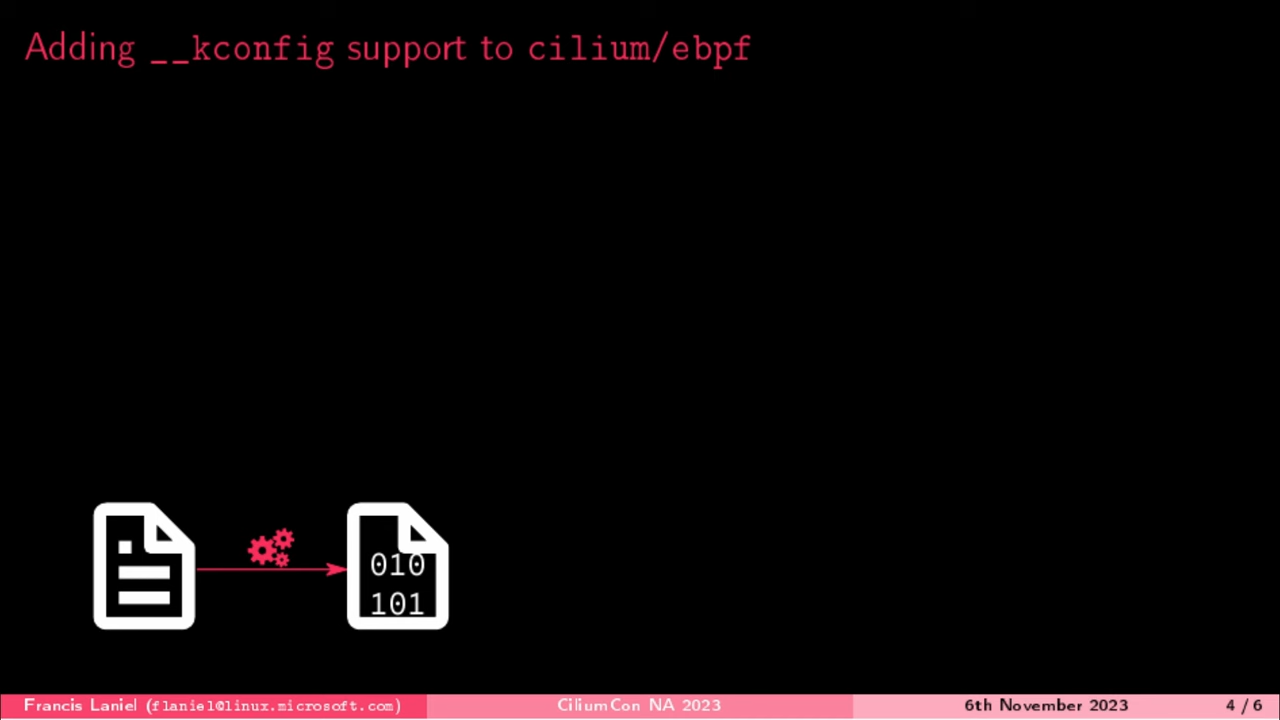 Adding __kconfig support to cilium/ebpf
010
101
Francis Laniel (flaniel@linux.microsoft.com)
CiliumCon NA 2023
6th November 2023
4 / 6